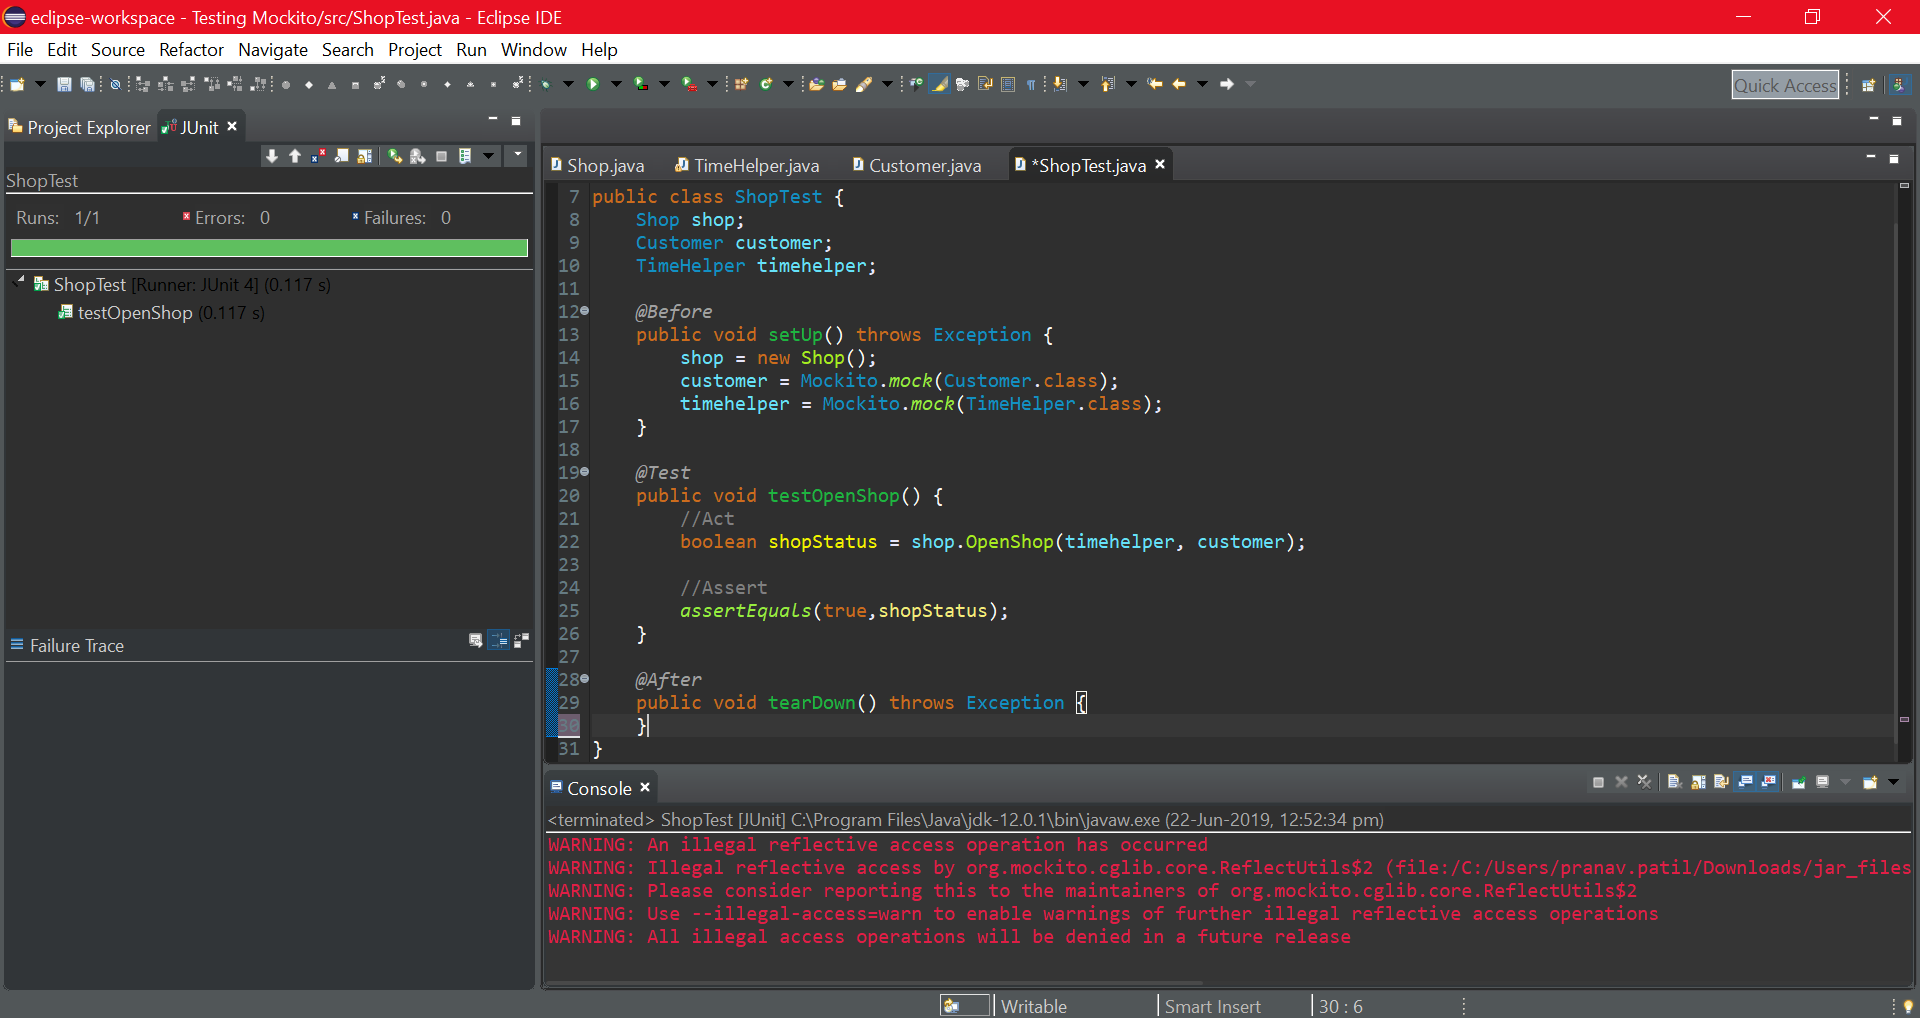 eclipse-workspace - Testing Mockito/src/ShopTest.java - Eclipse IDE
File Edit Source Refactor Navigate Search Project Run Window Help
Quick Access
Project Explorer JUnit
ShopTest
Runs: 1/1 Errors: 0 Failures: 0
ShopTest [Runner: JUnit 4] (0.117 s)
testOpenShop (0.117 s)
Failure Trace
Shop.java TimeHelper.java Customer.java *ShopTest.java
7 public class ShopTest {
8 Shop shop;
9 Customer customer;
10 TimeHelper timehelper;
11
12 @Before
13 public void setUp() throws Exception {
14 shop = new Shop();
15 customer = Mockito.mock(Customer.class);
16 timehelper = Mockito.mock(TimeHelper.class);
17 }
18
19 @Test
20 public void testOpenShop() {
21 //Act
22 boolean shopStatus = shop.OpenShop(timehelper, customer);
23
24 //Assert
25 assertEquals(true,shopStatus);
26 }
27
28 @After
29 public void tearDown() throws Exception {
30 }
31 }
Console
<terminated> ShopTest [JUnit] C:\Program Files\Java\jdk-12.0.1\bin\javaw.exe (22-Jun-2019, 12:52:34 pm)
WARNING: An illegal reflective access operation has occurred
WARNING: Illegal reflective access by org.mockito.cglib.core.ReflectUtils$2 (file:/C:/Users/pranav.patil/Downloads/jar_files
WARNING: Please consider reporting this to the maintainers of org.mockito.cglib.core.ReflectUtils$2
WARNING: Use --illegal-access=warn to enable warnings of further illegal reflective access operations
WARNING: All illegal access operations will be denied in a future release
Writable Smart Insert 30 : 6